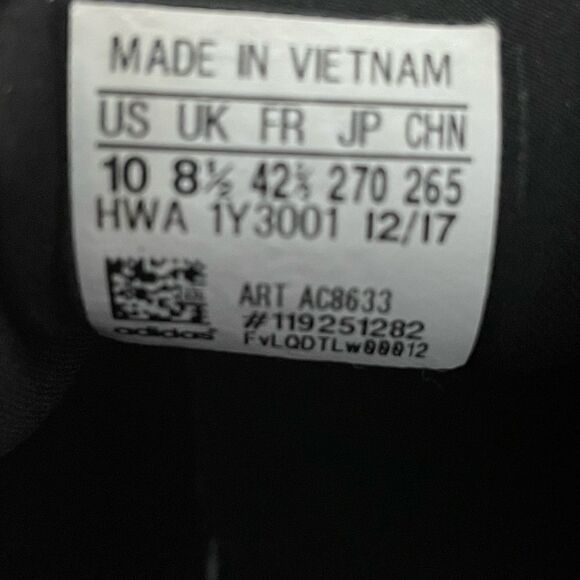 MADE IN VIETNAM
US UK FR JP CHN
10 8½ 42⅔ 270 265
HWA 1Y3001 12/17
ART AC8633
#119251282
adidas FvLQDTLw00012